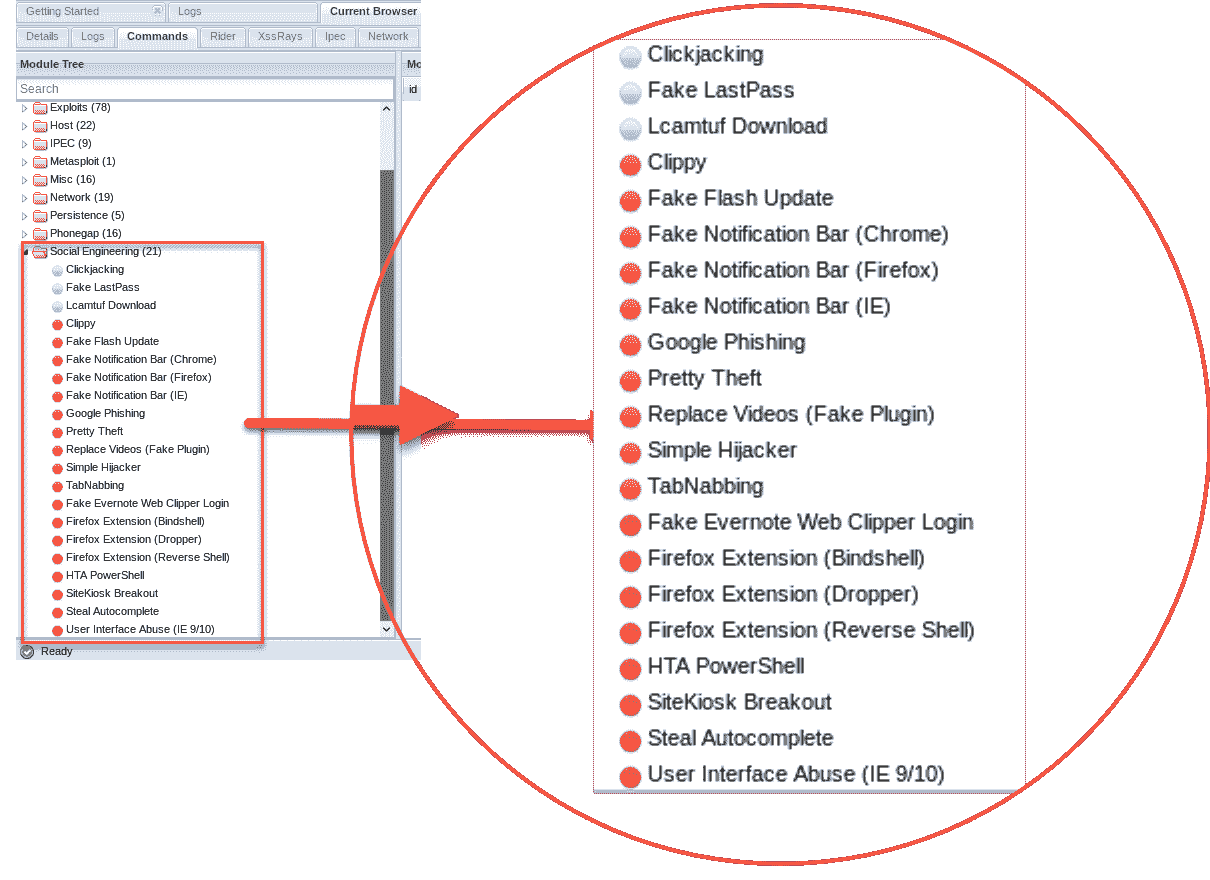 Getting Started Logs Current Browser
Details Logs Commands Rider XssRays Ipec Network
Module Tree
Search
id
Exploits (78)
Host (22)
IPEC (9)
Metasploit (1)
Misc (16)
Network (19)
Persistence (5)
Phonegap (16)
Social Engineering (21)
Clickjacking
Fake LastPass
Lcamtuf Download
Clippy
Fake Flash Update
Fake Notification Bar (Chrome)
Fake Notification Bar (Firefox)
Fake Notification Bar (IE)
Google Phishing
Pretty Theft
Replace Videos (Fake Plugin)
Simple Hijacker
TabNabbing
Fake Evernote Web Clipper Login
Firefox Extension (Bindshell)
Firefox Extension (Dropper)
Firefox Extension (Reverse Shell)
HTA PowerShell
SiteKiosk Breakout
Steal Autocomplete
User Interface Abuse (IE 9/10)
Ready
Clickjacking
Fake LastPass
Lcamtuf Download
Clippy
Fake Flash Update
Fake Notification Bar (Chrome)
Fake Notification Bar (Firefox)
Fake Notification Bar (IE)
Google Phishing
Pretty Theft
Replace Videos (Fake Plugin)
Simple Hijacker
TabNabbing
Fake Evernote Web Clipper Login
Firefox Extension (Bindshell)
Firefox Extension (Dropper)
Firefox Extension (Reverse Shell)
HTA PowerShell
SiteKiosk Breakout
Steal Autocomplete
User Interface Abuse (IE 9/10)